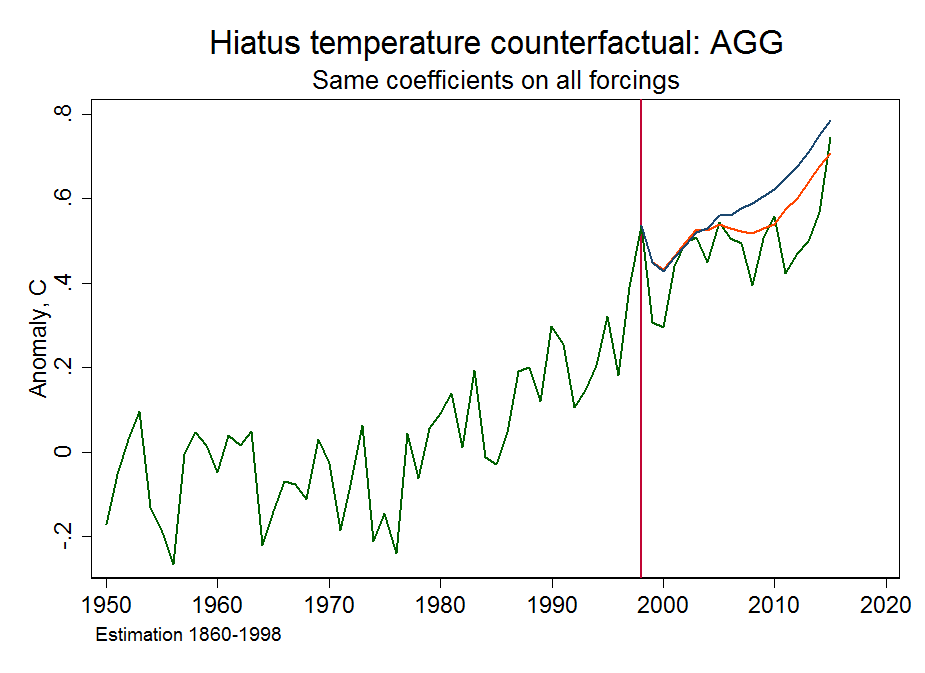 Hiatus temperature counterfactual: AGG
Same coefficients on all forcings
Anomaly, C
.8
.6
.4
.2
0
-.2
1950 1960 1970 1980 1990 2000 2010 2020
Estimation 1860-1998